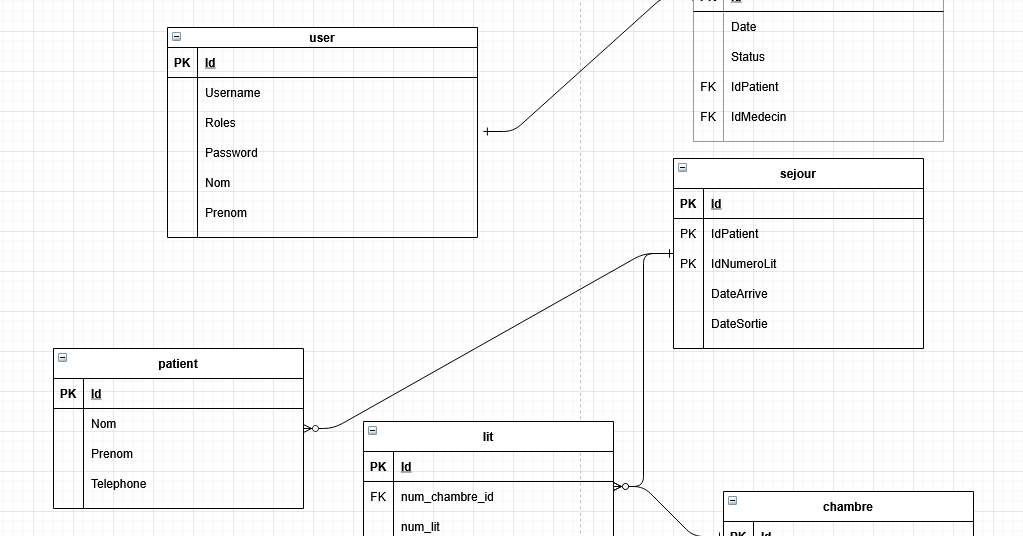 user
PK Id
Username
Roles
Password
Nom
Prenom
Date
Status
FK IdPatient
FK IdMedecin
sejour
PK Id
PK IdPatient
PK IdNumeroLit
DateArrive
DateSortie
patient
PK Id
Nom
Prenom
Telephone
lit
PK Id
FK num_chambre_id
num_lit
chambre
PK Id